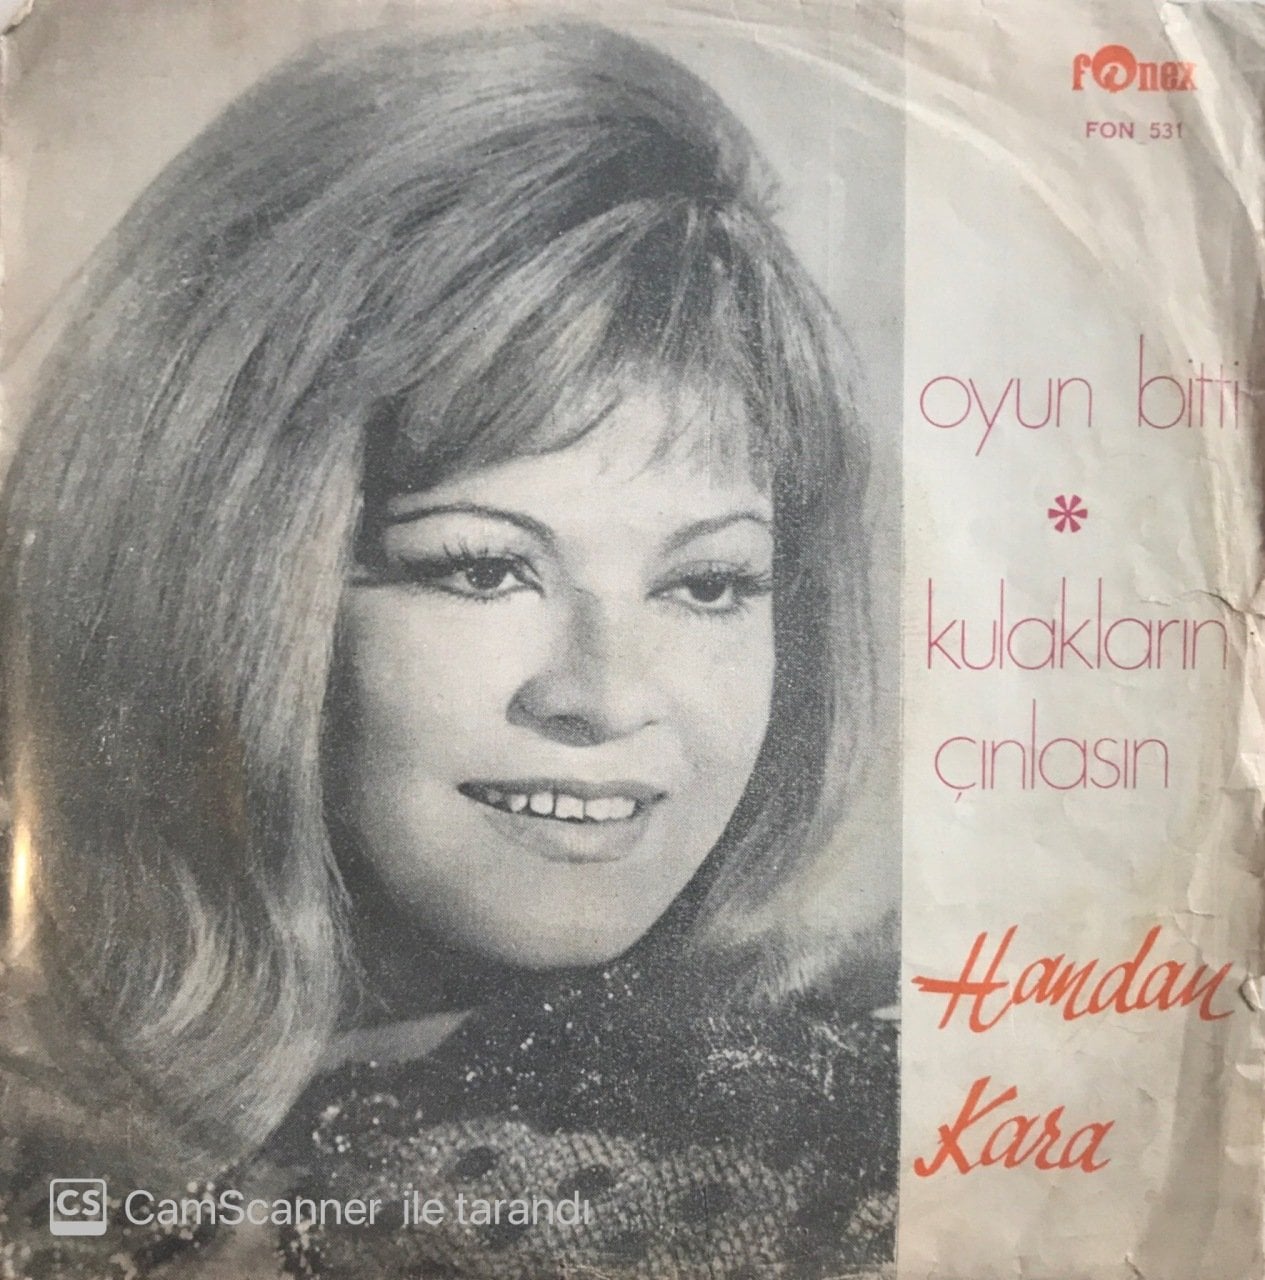 fonex
FON 531
oyun bitti
*
kulakların
çınlasın
Handan
Kara
CS CamScanner ile tarandı